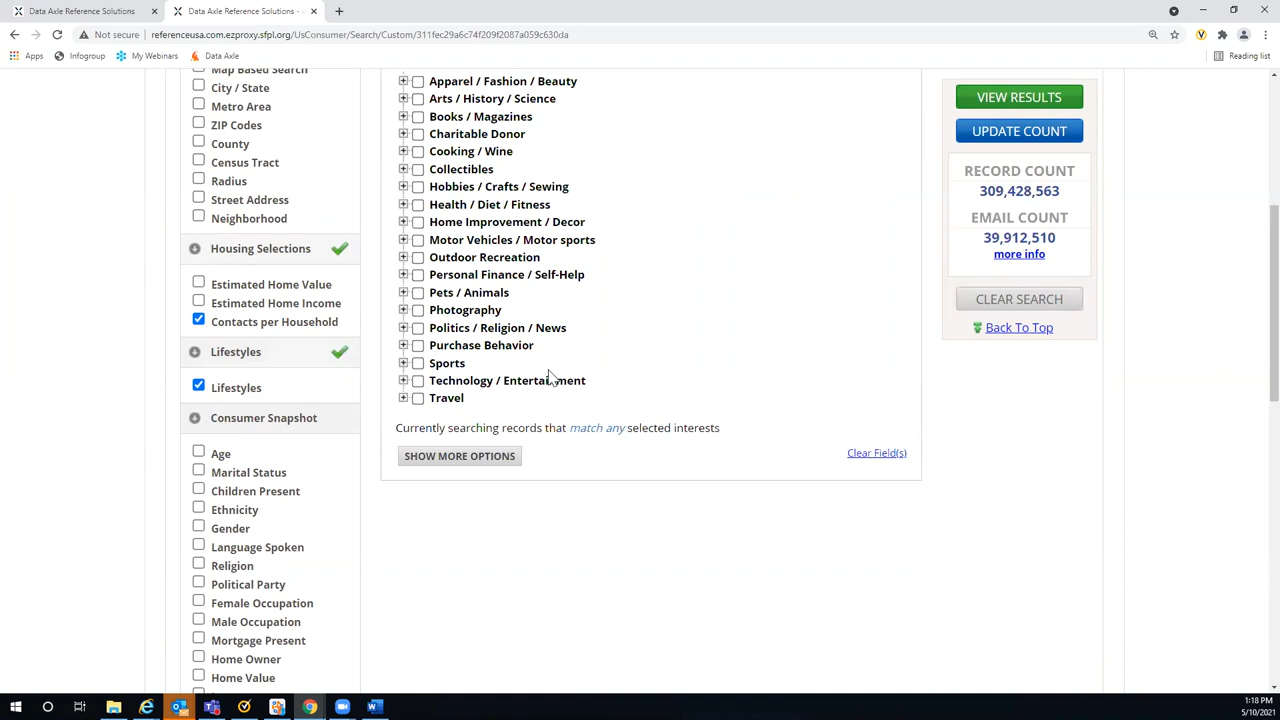 Data Axle Reference Solutions
Data Axle Reference Solutions -
Not secure
referenceusa.com.ezproxy.sfpl.org/UsConsumer/Search/Custom/311fec29a6c74f209f2087a059c630da
Apps
Infogroup
My Webinars
Data Axle
Reading list
Map Based Search
City / State
Metro Area
ZIP Codes
County
Census Tract
Radius
Street Address
Neighborhood
Housing Selections
Estimated Home Value
Estimated Home Income
Contacts per Household
Lifestyles
Lifestyles
Consumer Snapshot
Age
Marital Status
Children Present
Ethnicity
Gender
Language Spoken
Religion
Political Party
Female Occupation
Male Occupation
Mortgage Present
Home Owner
Home Value
Apparel / Fashion / Beauty
Arts / History / Science
Books / Magazines
Charitable Donor
Cooking / Wine
Collectibles
Hobbies / Crafts / Sewing
Health / Diet / Fitness
Home Improvement / Decor
Motor Vehicles / Motor sports
Outdoor Recreation
Personal Finance / Self-Help
Pets / Animals
Photography
Politics / Religion / News
Purchase Behavior
Sports
Technology / Entertainment
Travel
Currently searching records that match any selected interests
SHOW MORE OPTIONS
Clear Field(s)
VIEW RESULTS
UPDATE COUNT
RECORD COUNT
309,428,563
EMAIL COUNT
39,912,510
more info
CLEAR SEARCH
Back To Top
1:18 PM
5/10/2021